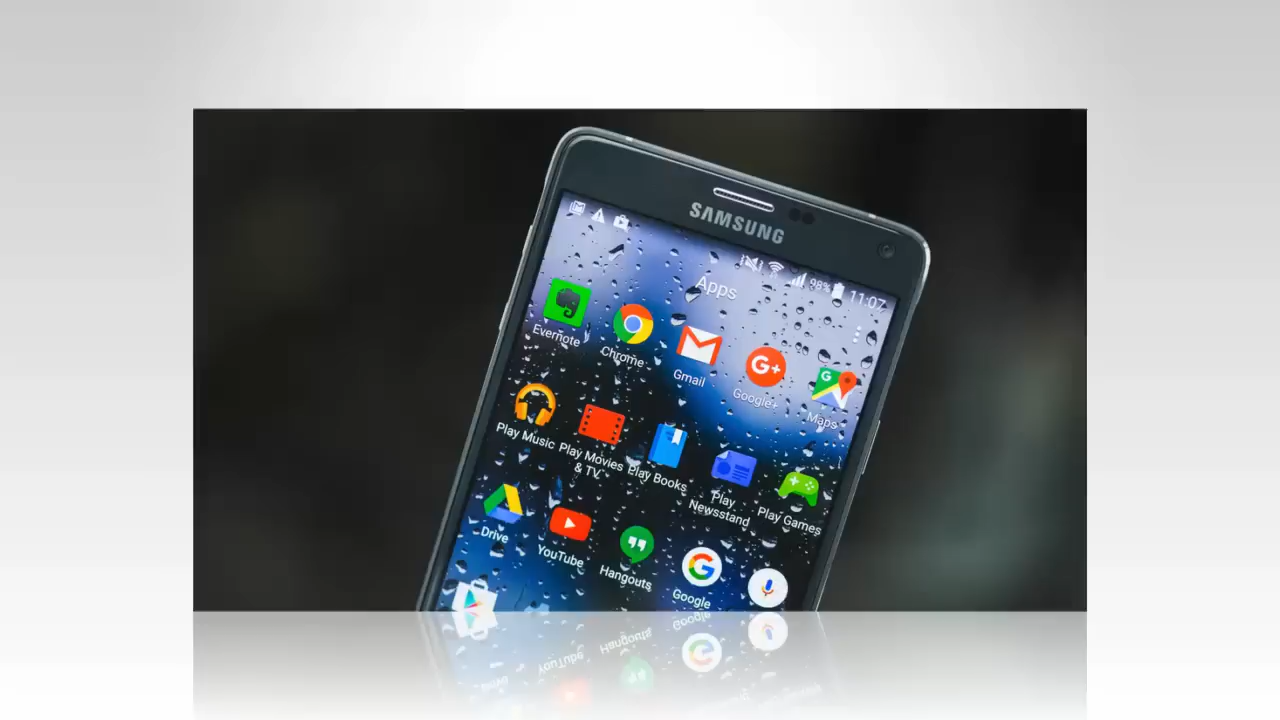 SAMSUNG
98% 11:07
Apps
Evernote
Chrome
Gmail
Google+
Maps
Play Music
Play Movies
& TV
Play Books
Play
Newsstand
Play Games
Drive
YouTube
Hangouts
Google